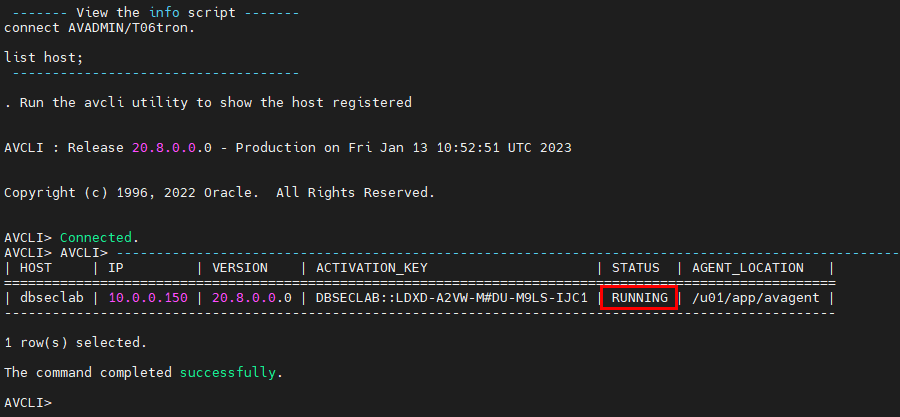 ------- View the info script -------
connect AVADMIN/T06tron.
list host;
------------------------------------
. Run the avcli utility to show the host registered
AVCLI : Release 20.8.0.0.0 - Production on Fri Jan 13 10:52:51 UTC 2023
Copyright (c) 1996, 2022 Oracle.  All Rights Reserved.
AVCLI> Connected.
AVCLI> AVCLI> --------------------------------------------------------------------------------------------------
| HOST     | IP         | VERSION    | ACTIVATION_KEY                     | STATUS  | AGENT_LOCATION   |
========================================================================================================
| dbseclab | 10.0.0.150 | 20.8.0.0.0 | DBSECLAB::LDXD-A2VW-M#DU-M9LS-IJC1 | RUNNING | /u01/app/avagent |
--------------------------------------------------------------------------------------------------------
1 row(s) selected.
The command completed successfully.
AVCLI>